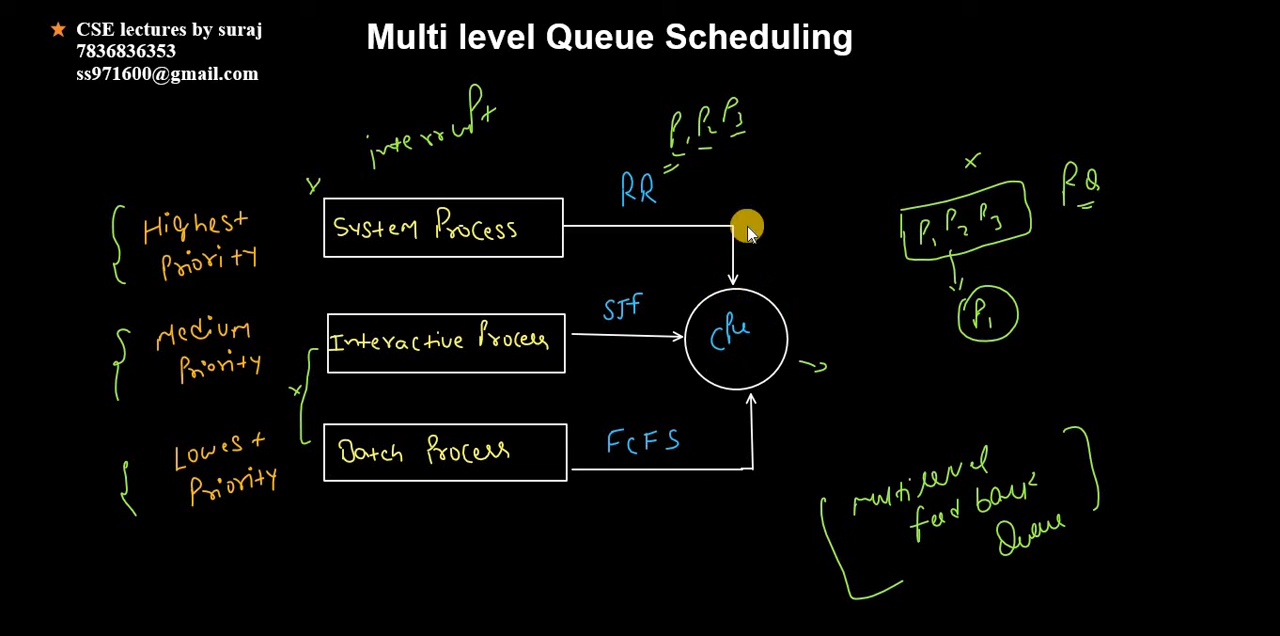 CSE lectures by suraj
7836836353
ss971600@gmail.com
Multi level Queue Scheduling
interrupt
P1 P2 P3
RR
Highest
Priority
System Process
P1 P2 P3
RQ
P1
Medium
Priority
Interactive Process
SJF
CPU
Lowest
Priority
Batch Process
FCFS
multilevel
feed back
Queue